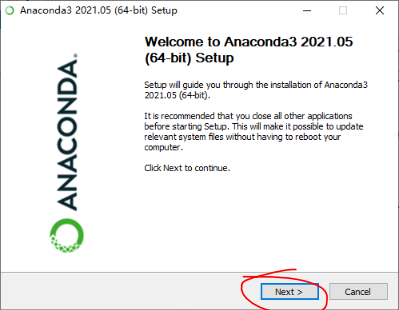 Anaconda3 2021.05 (64-bit) Setup
ANACONDA.
Welcome to Anaconda3 2021.05
(64-bit) Setup
Setup will guide you through the installation of Anaconda3
2021.05 (64-bit).
It is recommended that you close all other applications
before starting Setup. This will make it possible to update
relevant system files without having to reboot your
computer.
Click Next to continue.
Next >
Cancel